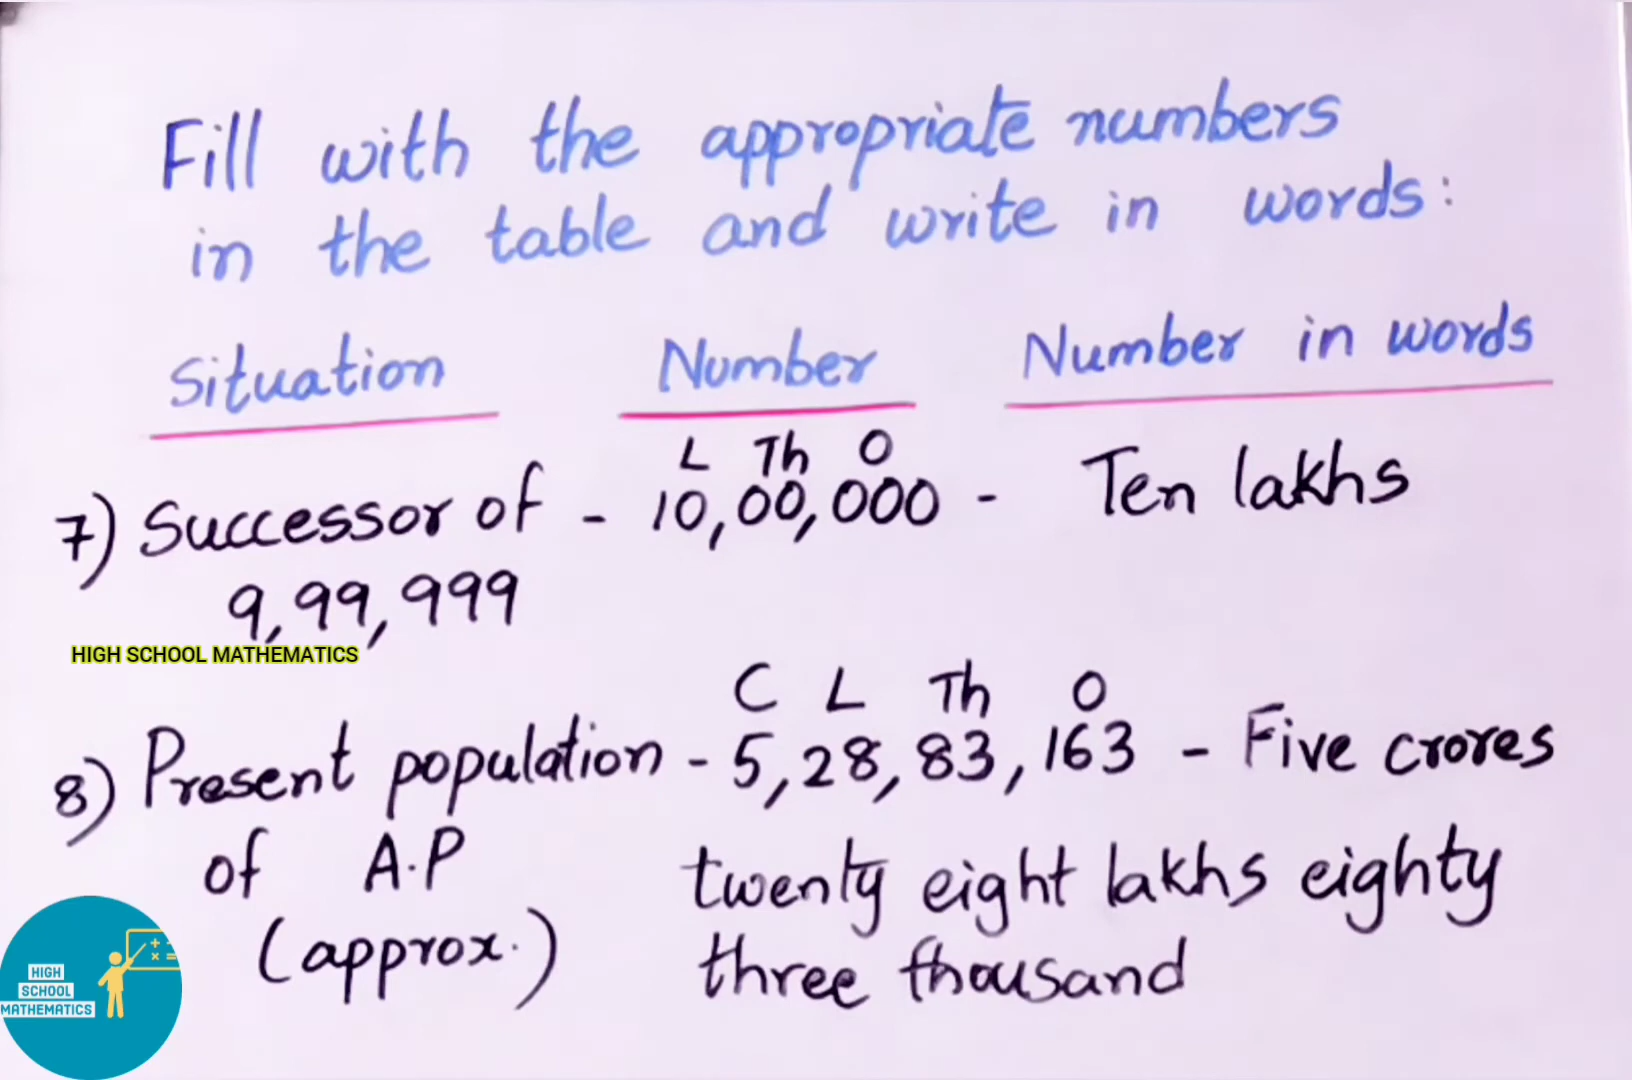 Fill with the appropriate numbers
in the table and write in words:
Situation Number Number in words
L Th O
7) Successor of - 10,00,000 - Ten lakhs
9,99,999
HIGH SCHOOL MATHEMATICS
C L Th O
8) Present population - 5,28,83,163 - Five crores
of A.P twenty eight lakhs eighty
(approx.) three thousand
HIGH
SCHOOL
MATHEMATICS